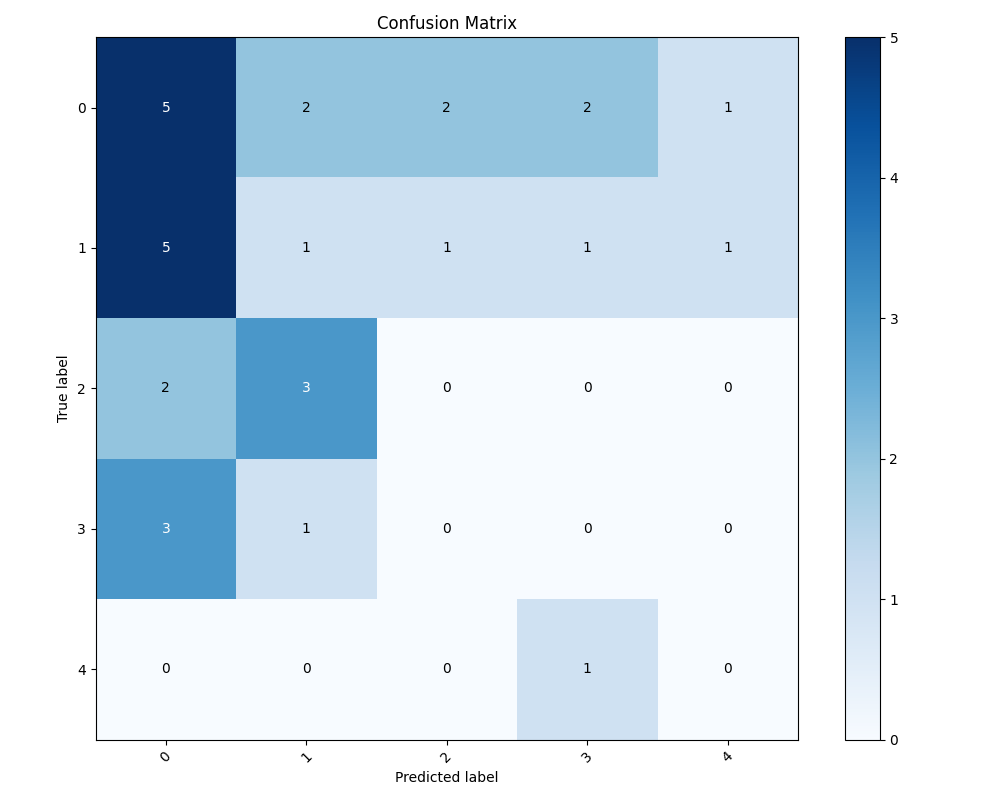 Confusion Matrix
0 5 2 2 2 1
1 5 1 1 1 1
2 2 3 0 0 0
3 3 1 0 0 0
4 0 0 0 1 0
0 1 2 3 4
True label
Predicted label
5
4
3
2
1
0